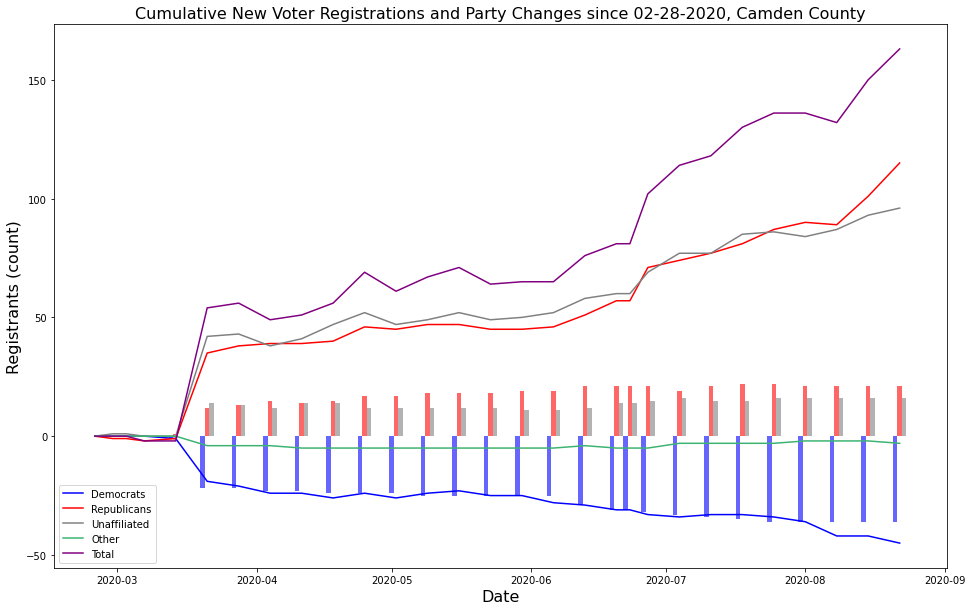 Cumulative New Voter Registrations and Party Changes since 02-28-2020, Camden County
Registrants (count)
150
100
50
0
−50
Democrats
Republicans
Unaffiliated
Other
Total
2020-03
2020-04
2020-05
2020-06
2020-07
2020-08
2020-09
Date